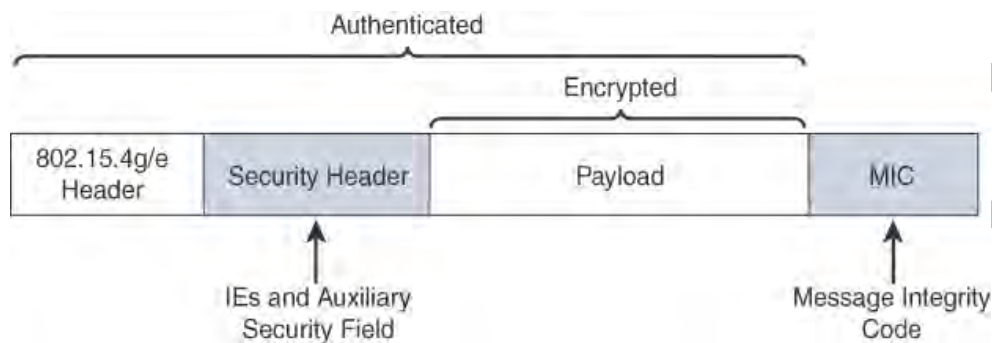 Authenticated
Encrypted
802.15.4g/e
Header
Security Header
Payload
MIC
IEs and Auxiliary
Security Field
Message Integrity
Code